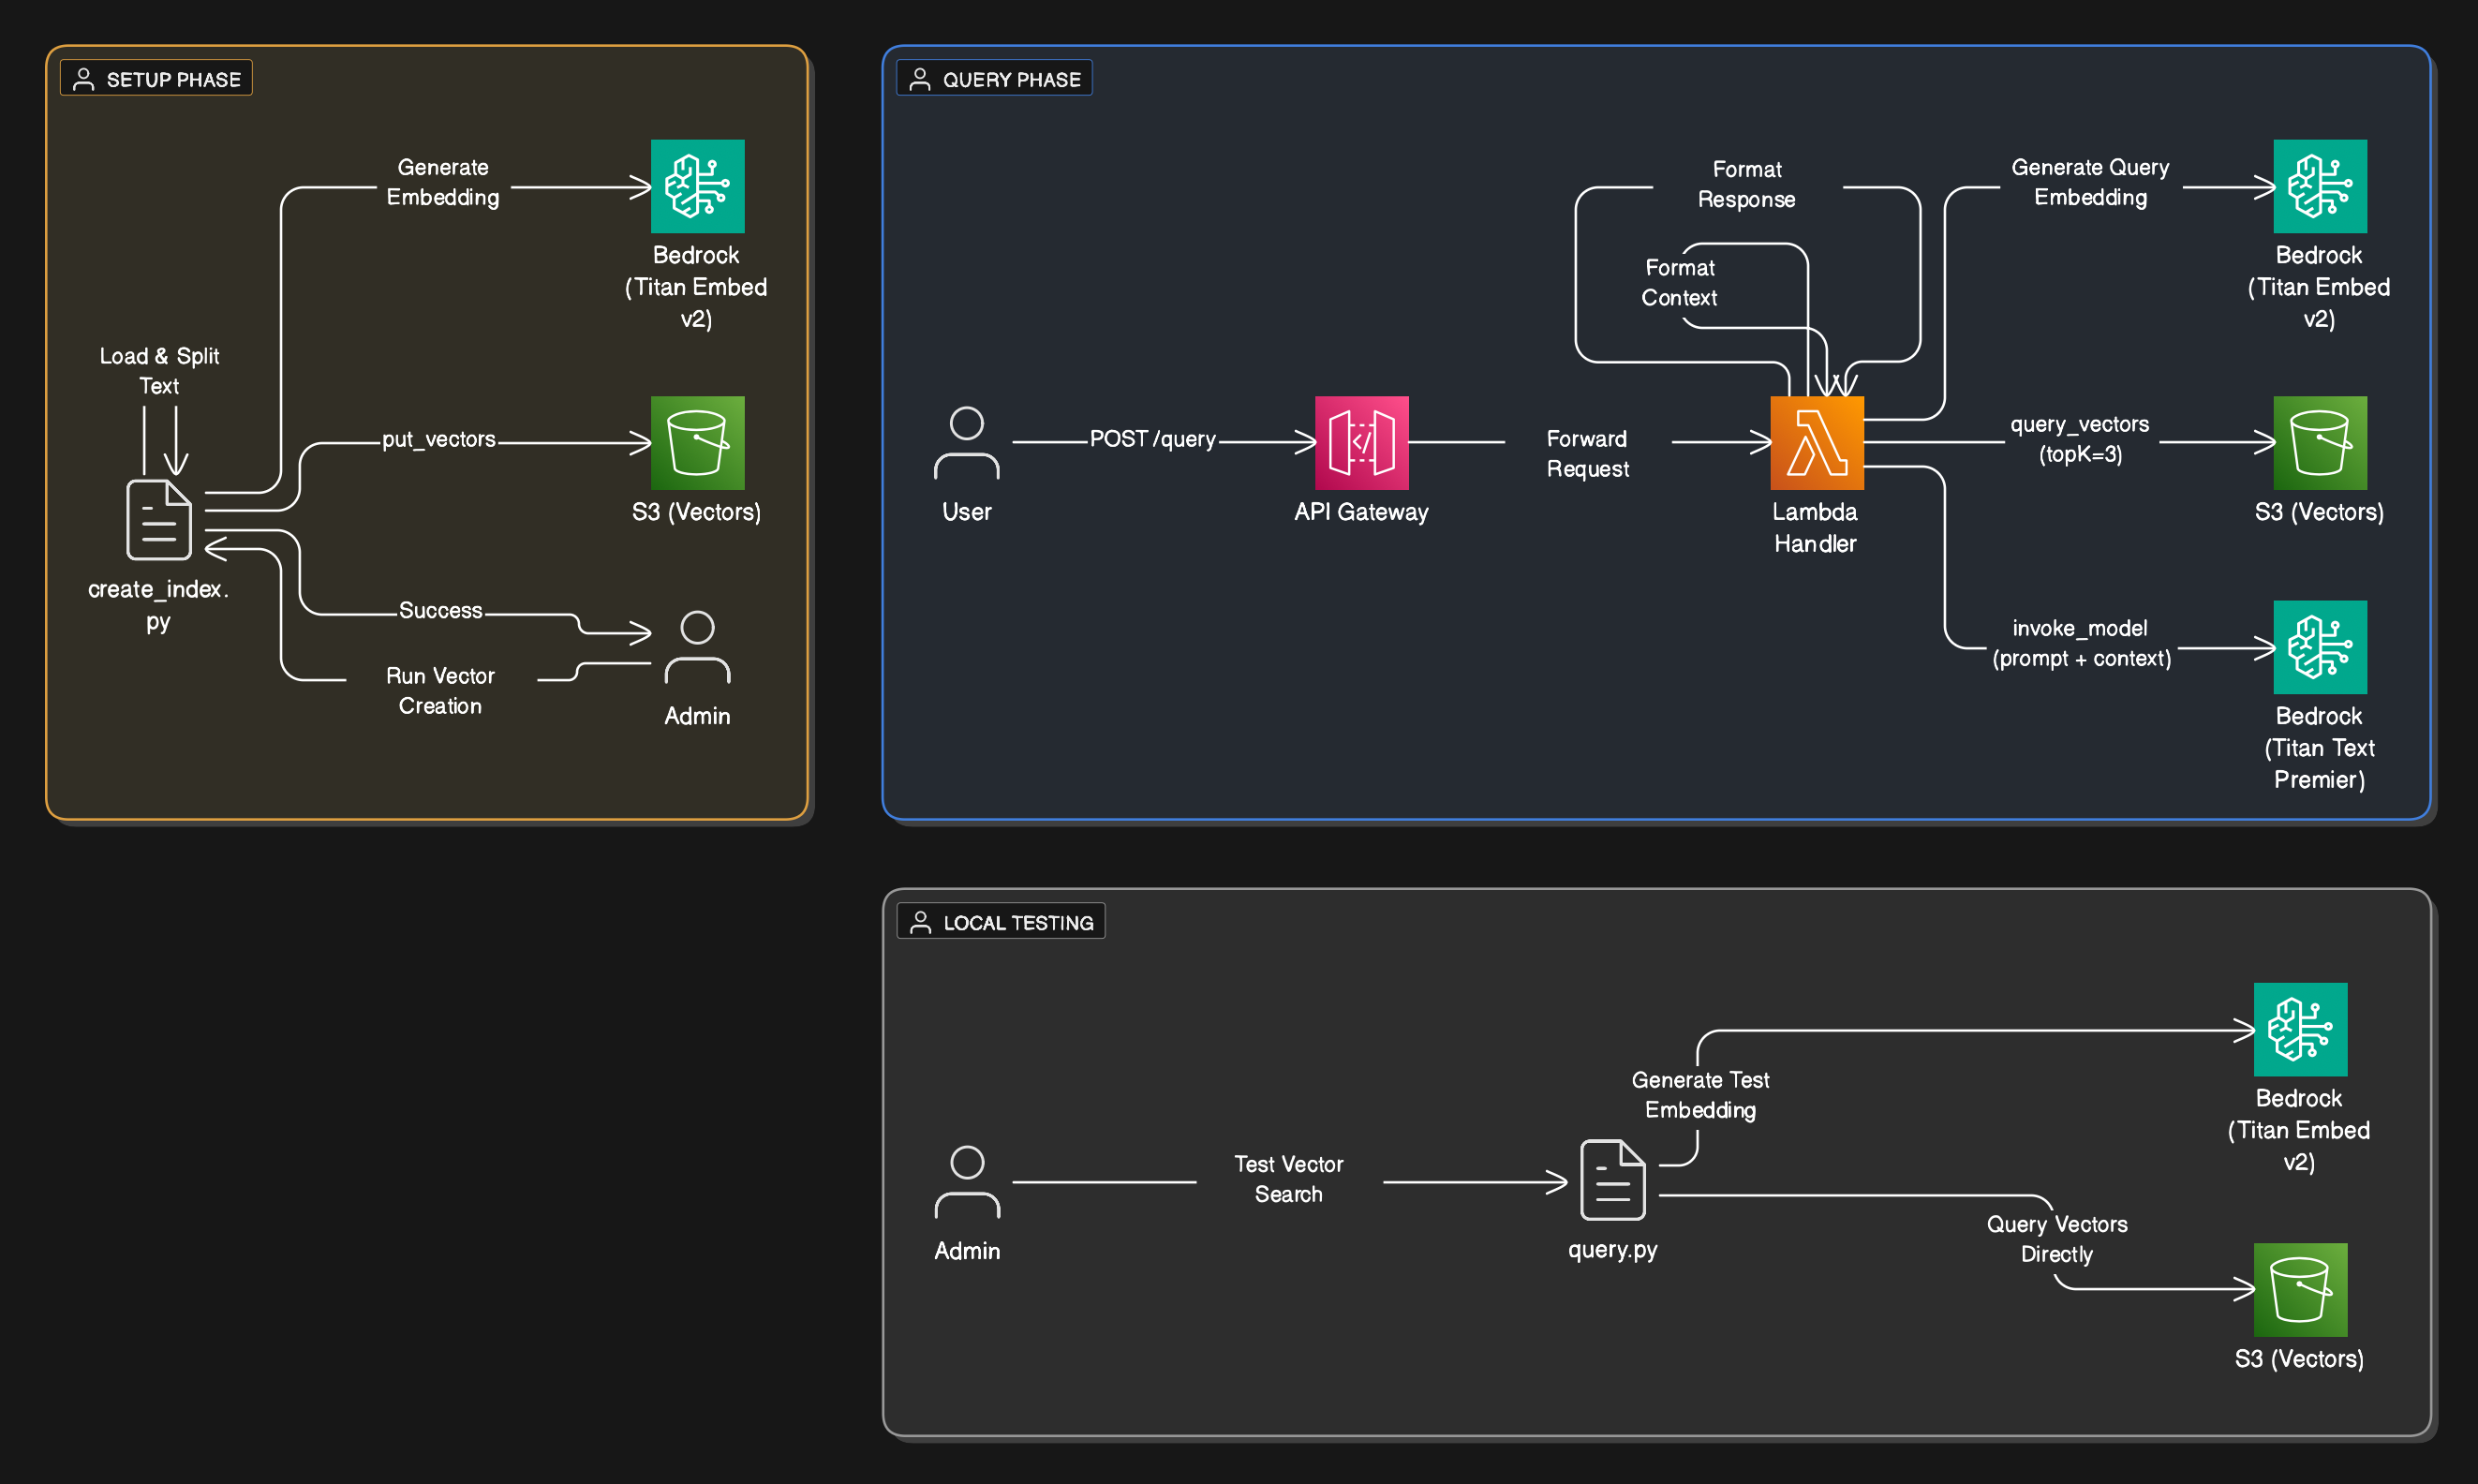 SETUP PHASE
Generate
Embedding
Bedrock
(Titan Embed
v2)
Load & Split
Text
put_vectors
S3 (Vectors)
create_index.
py
Success
Run Vector
Creation
Admin
QUERY PHASE
Format
Response
Format
Context
Generate Query
Embedding
Bedrock
(Titan Embed
v2)
User
POST /query
API Gateway
Forward
Request
Lambda
Handler
query_vectors
(topK=3)
S3 (Vectors)
invoke_model
(prompt + context)
Bedrock
(Titan Text
Premier)
LOCAL TESTING
Admin
Test Vector
Search
query.py
Generate Test
Embedding
Bedrock
(Titan Embed
v2)
Query Vectors
Directly
S3 (Vectors)